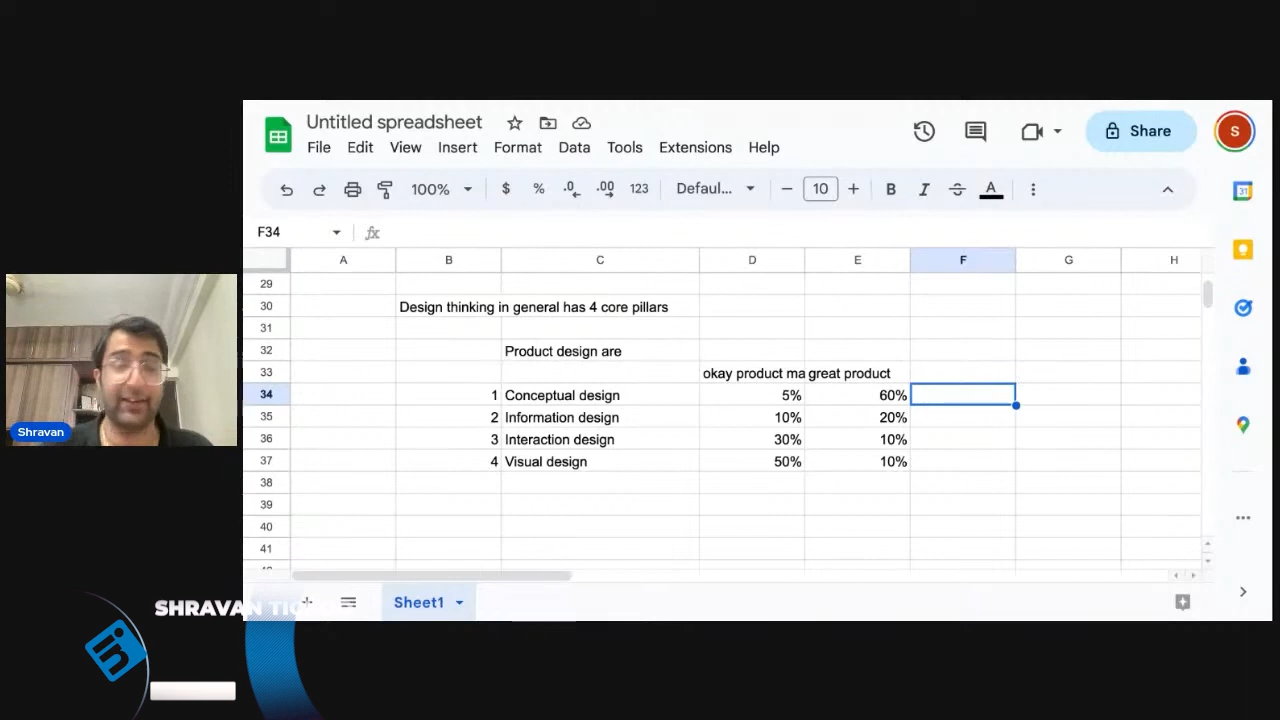 Untitled spreadsheet
File Edit View Insert Format Data Tools Extensions Help
Share
S
100% $ % .0 .00 123 Defaul... 10 B I S A
31
F34 fx
A B C D E F G H
29
30 Design thinking in general has 4 core pillars
31
32 Product design are
33 okay product ma great product
34 1 Conceptual design 5% 60%
35 2 Information design 10% 20%
36 3 Interaction design 30% 10%
37 4 Visual design 50% 10%
38
39
40
41
Shravan
Sheet1
SHRAVAN
in